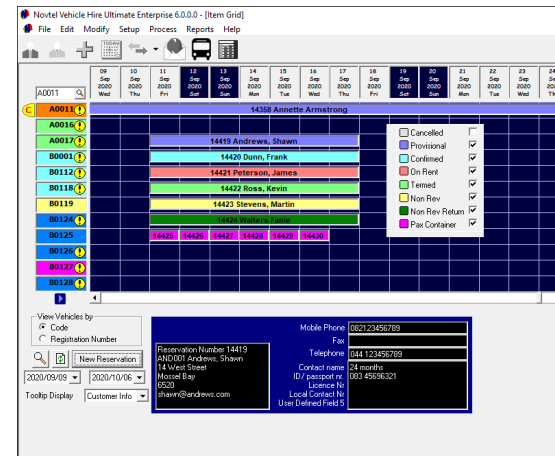 Novtel Vehicle Hire Ultimate Enterprise 6.0.0.0 - [Item Grid]
File Edit Modify Setup Process Reports Help
A0011
09 Sep 2020 Wed
10 Sep 2020 Thu
11 Sep 2020 Fri
12 Sep 2020 Sat
13 Sep 2020 Sun
14 Sep 2020 Mon
15 Sep 2020 Tue
16 Sep 2020 Wed
17 Sep 2020 Thu
18 Sep 2020 Fri
19 Sep 2020 Sat
20 Sep 2020 Sun
21 Sep 2020 Mon
22 Sep 2020 Tue
23 Sep 2020 Wed
24 Sep 2020 Th
C A0011 14358 Annette Armstrong
A0016
A0017 14419 Andrews, Shawn
B0001 14420 Dunn, Frank
B0112 14421 Peterson, James
B0118 14422 Ross, Kevin
B0119 14423 Stevens, Martin
B0124 14424 Walters Fanie
B0125 14425 14426 14427 14428 14429 14430
B0126
B0127
B0128
Cancelled
Provisional
Confirmed
On Rent
Termed
Non Rev
Non Rev Return
Pax Container
View Vehicles by
Code
Registration Number
New Reservation
2020/09/09 2020/10/06
Tooltip Display Customer Info
Reservation Number 14419
AND001 Andrews, Shawn
14 West Street
Mossel Bay
6520
shawn@andrews.com
Mobile Phone 082123456789
Fax
Telephone 044 123456789
Contact name 24 months
ID/ passport nr. 083 45696321
Licence Nr
Local Contact Nr
User Defined Field 5